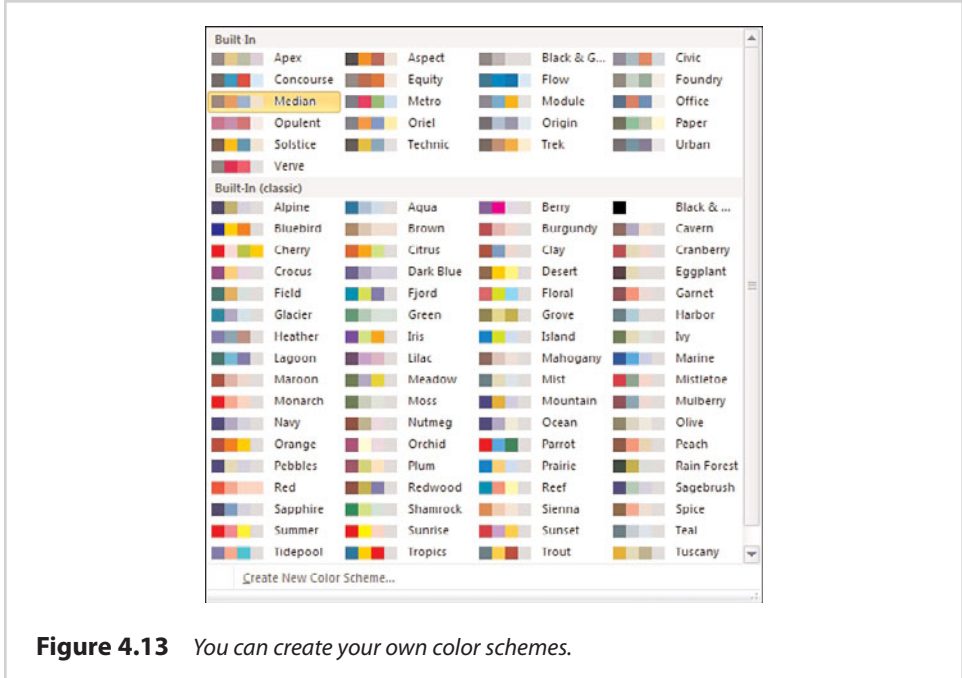 Built-In
Apex Aspect Black & G... Civic
Concourse Equity Flow Foundry
Median Metro Module Office
Opulent Oriel Origin Paper
Solstice Technic Trek Urban
Verve
Built-In (classic)
Alpine Aqua Berry Black & ...
Bluebird Brown Burgundy Cavern
Cherry Citrus Clay Cranberry
Crocus Dark Blue Desert Eggplant
Field Fjord Floral Garnet
Glacier Green Grove Harbor
Heather Iris Island Ivy
Lagoon Lilac Mahogany Marine
Maroon Meadow Mist Mistletoe
Monarch Moss Mountain Mulberry
Navy Nutmeg Ocean Olive
Orange Orchid Parrot Peach
Pebbles Plum Prairie Rain Forest
Red Redwood Reef Sagebrush
Sapphire Shamrock Sienna Spice
Summer Sunrise Sunset Teal
Tidepool Tropics Trout Tuscany
Create New Color Scheme...
Figure 4.13 You can create your own color schemes.